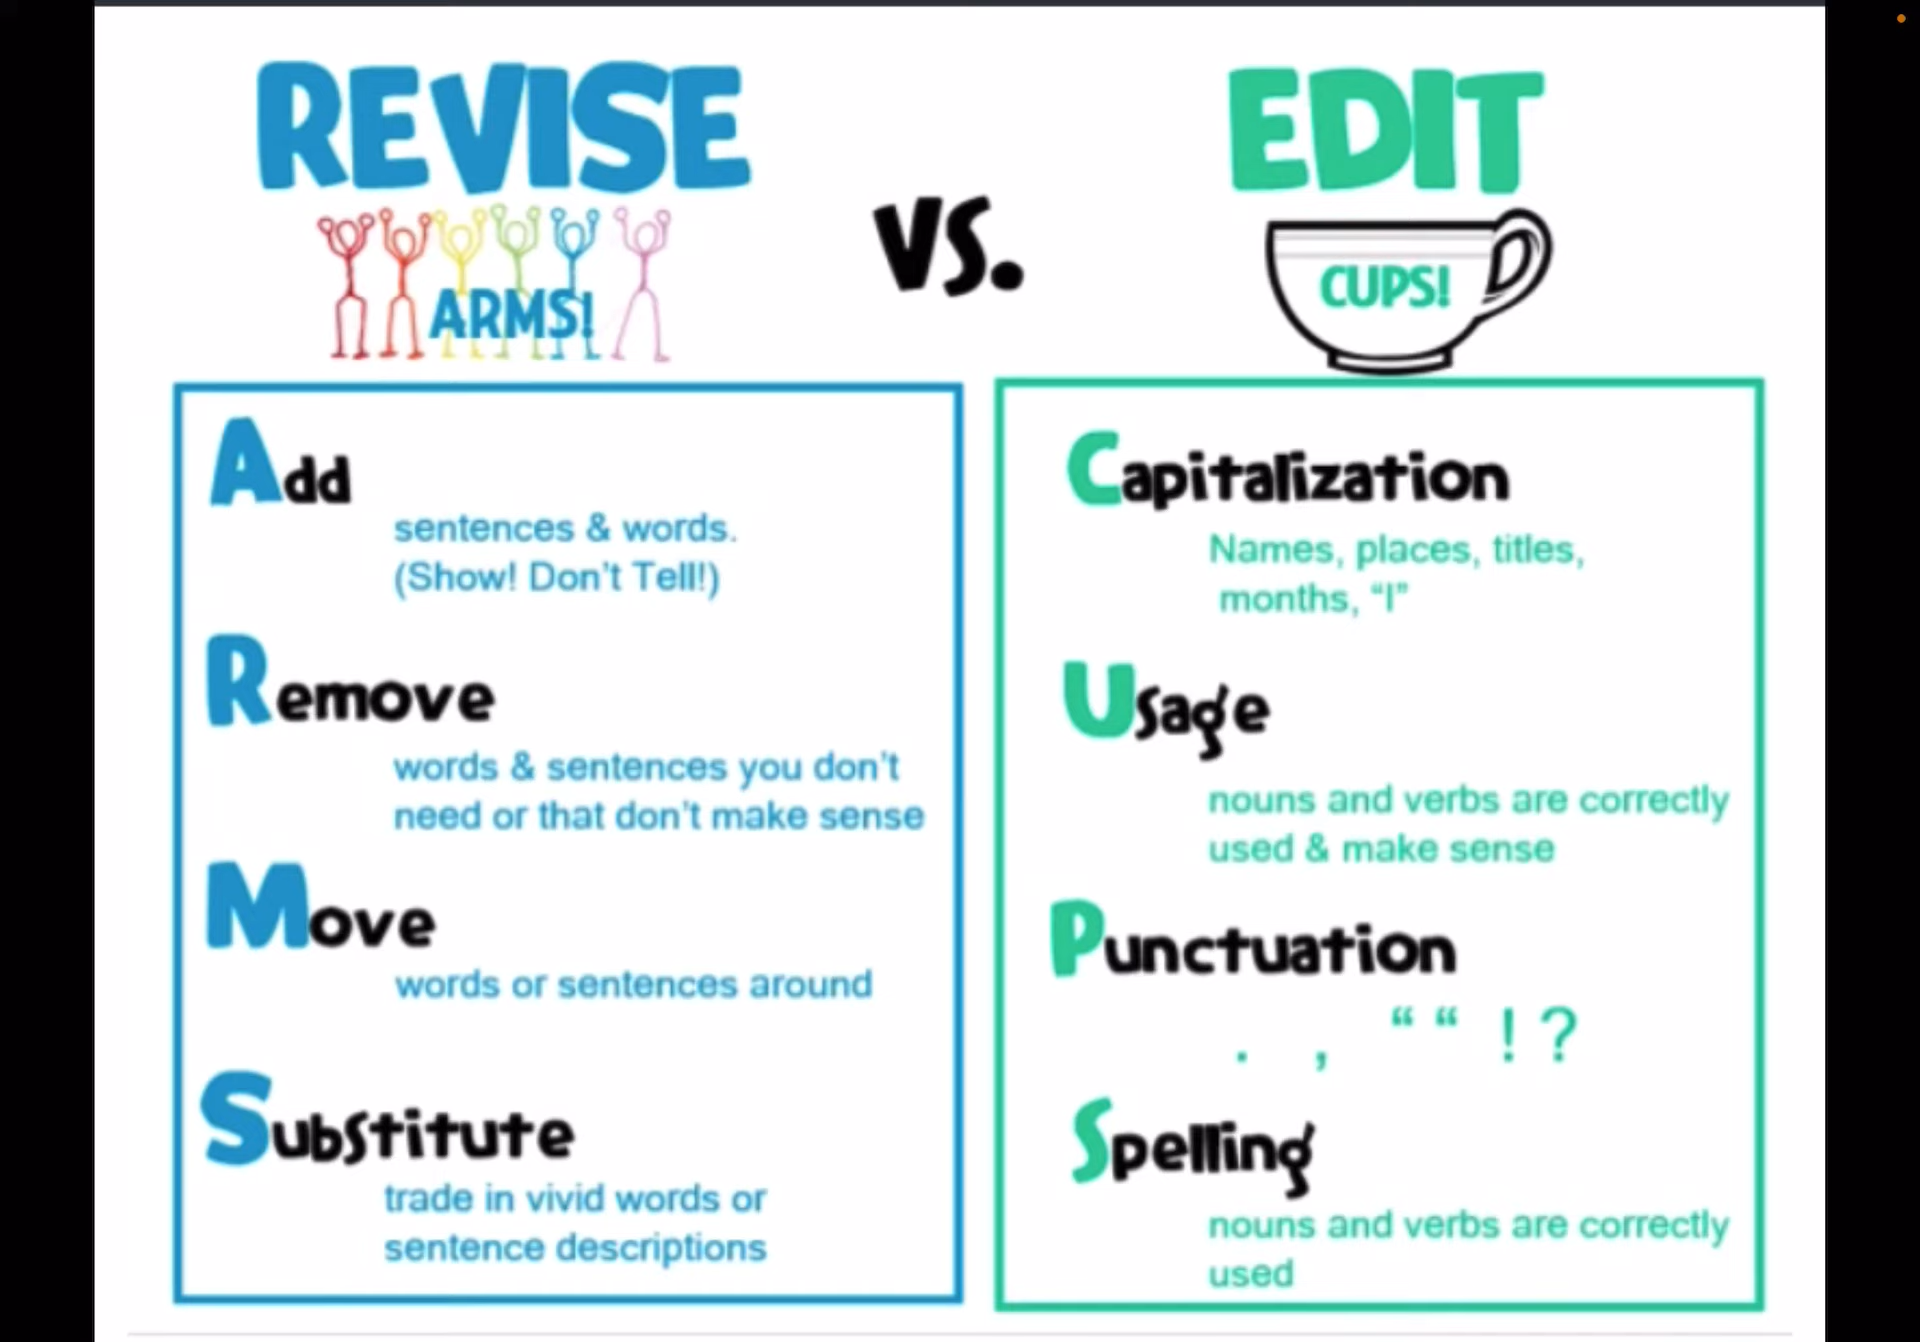 REVISE
ARMS!
VS.
EDIT
CUPS!
Add
sentences & words.
(Show! Don't Tell!)
Remove
words & sentences you don't
need or that don't make sense
Move
words or sentences around
Substitute
trade in vivid words or
sentence descriptions
Capitalization
Names, places, titles,
months, “I”
Usage
nouns and verbs are correctly
used & make sense
Punctuation
. , “ “ ! ?
Spelling
nouns and verbs are correctly
used